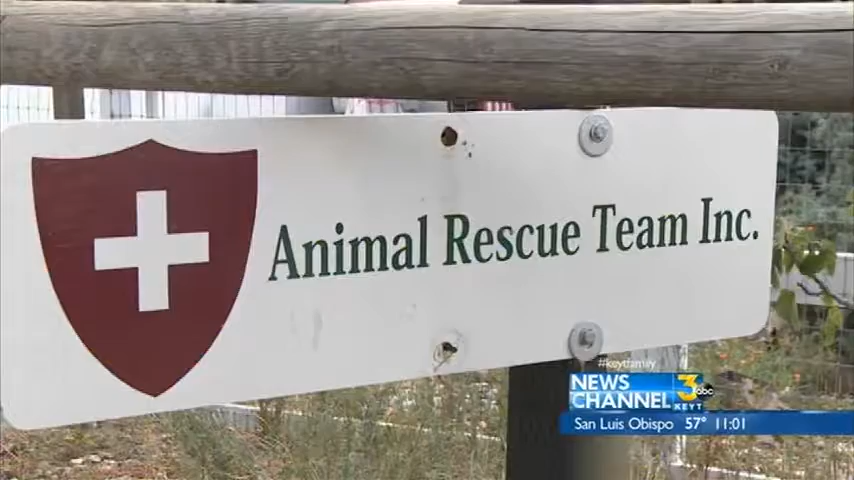 Animal Rescue Team Inc.
#keytfamily
NEWS
CHANNEL 3 abc
KEYT
San Luis Obispo 57° 11:01